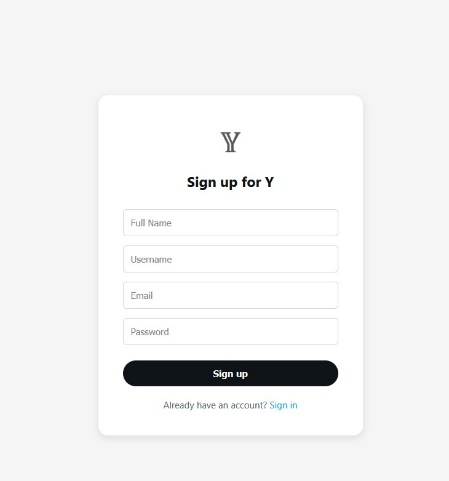 Y
Sign up for Y
Full Name
Username
Email
Password
Sign up
Already have an account? Sign in